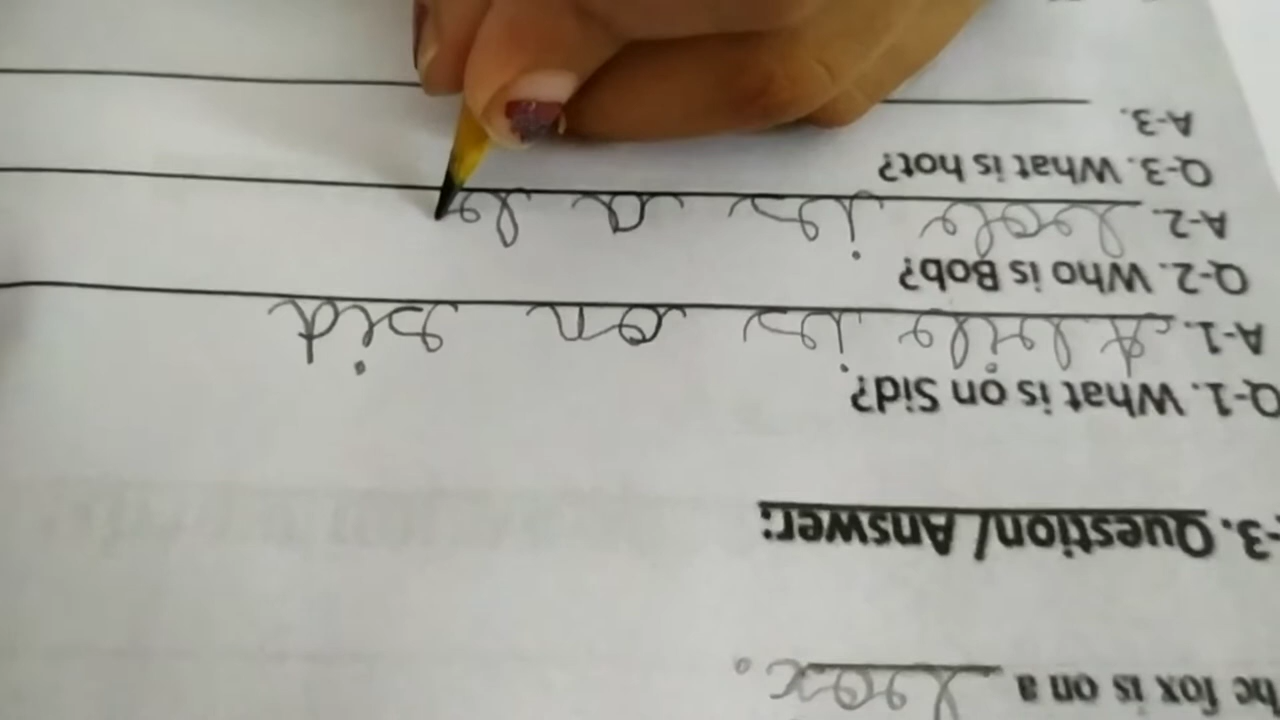 he fox is on a box.
-3. Question/ Answer:
Q-1. What is on Sid?
A-1. A bib is on sid
Q-2. Who is Bob?
A-2. bob is a b
Q-3. What is hot?
A-3.